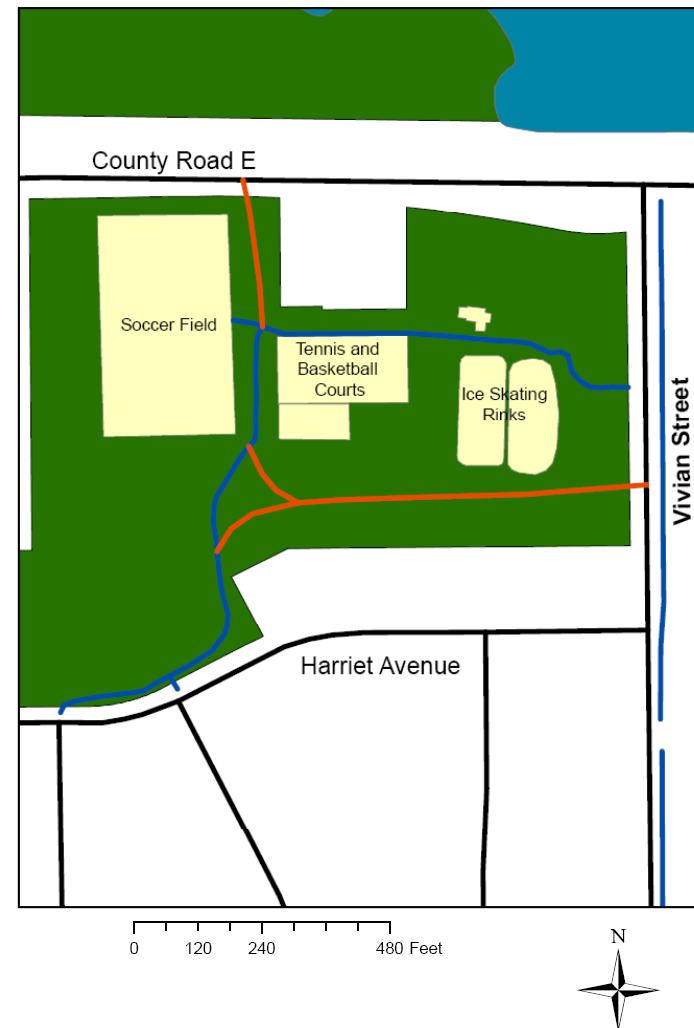 County Road E
Soccer Field
Tennis and
Basketball
Courts
Ice Skating
Rinks
Vivian Street
Harriet Avenue
0 120 240 480 Feet
N